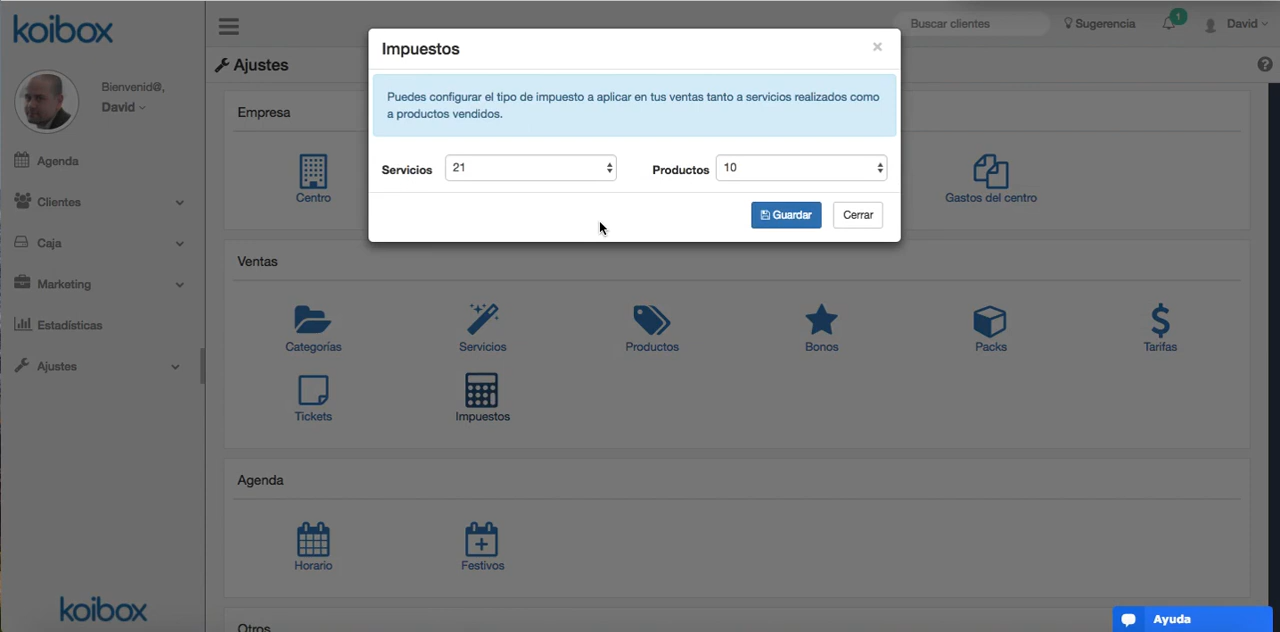 koibox
Buscar clientes
Sugerencia
1
David
Bienvenid@,
David
Agenda
Clientes
Caja
Marketing
Estadísticas
Ajustes
koibox
Ajustes
Impuestos
×
Puedes configurar el tipo de impuesto a aplicar en tus ventas tanto a servicios realizados como
a productos vendidos.
Servicios 21
Productos 10
Guardar
Cerrar
Empresa
Centro
Gastos del centro
Ventas
Categorías
Servicios
Productos
Bonos
Packs
Tarifas
Tickets
Impuestos
Agenda
Horario
Festivos
Otros
Ayuda